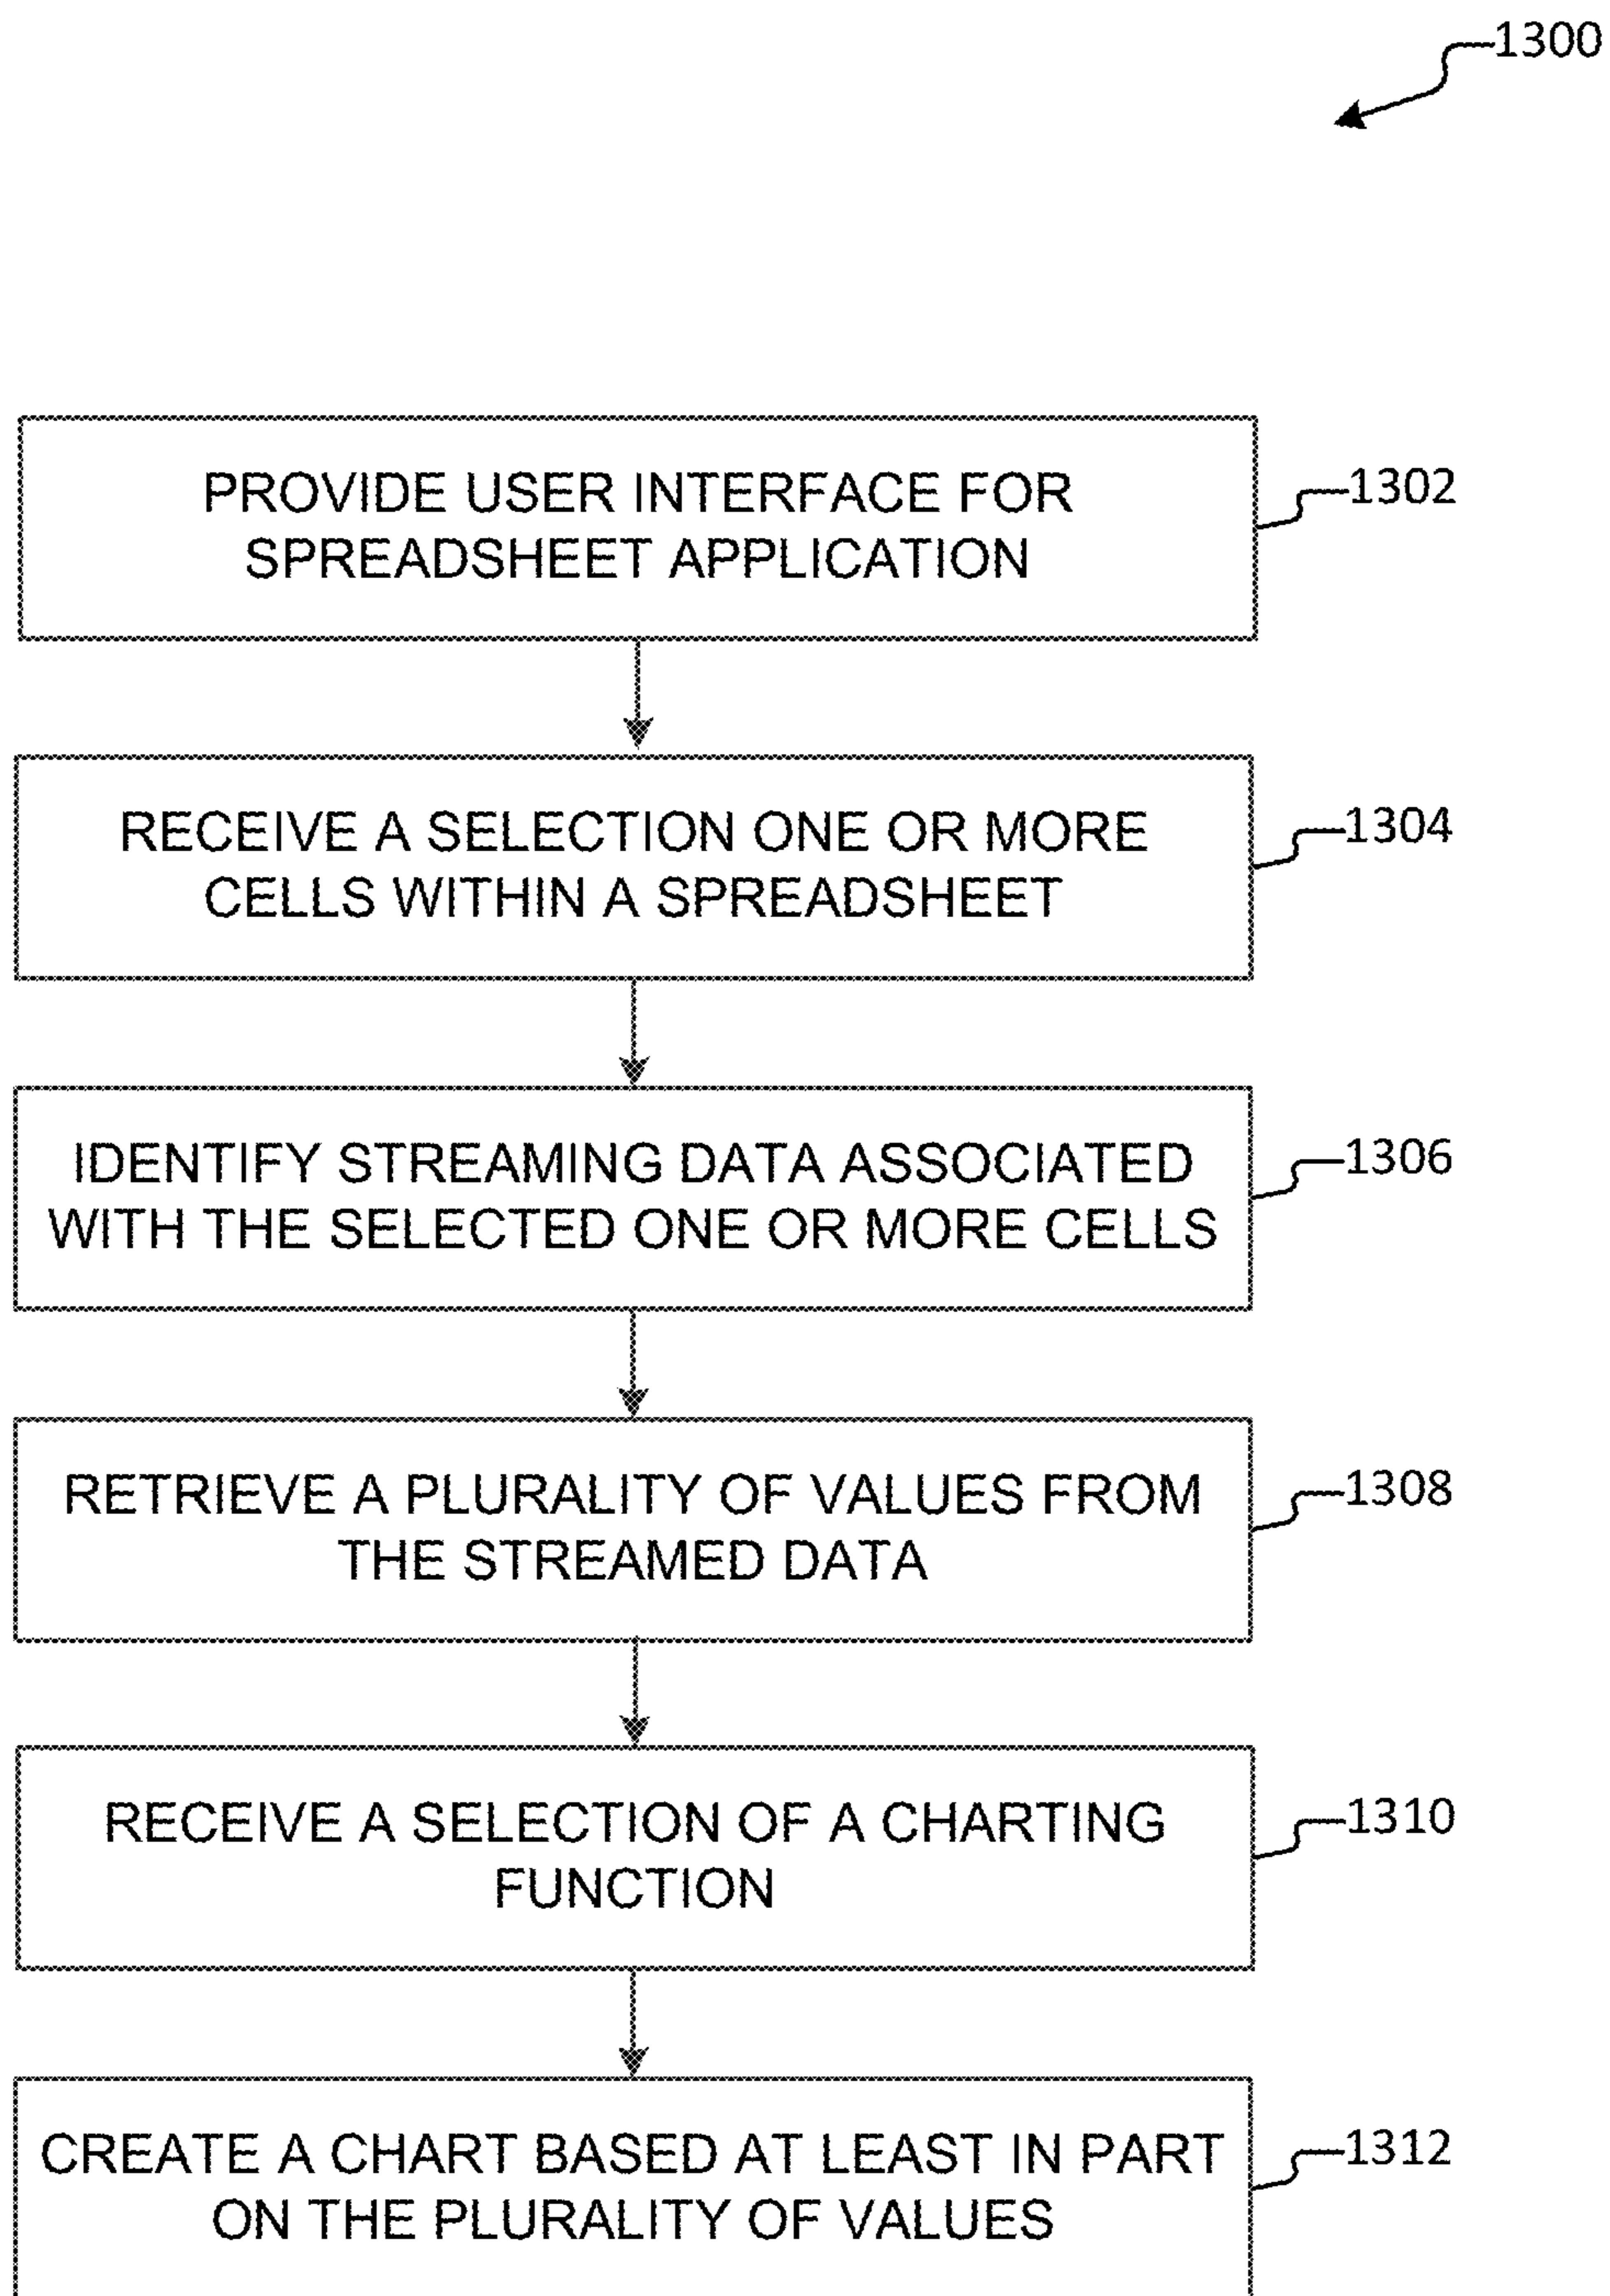 1300
PROVIDE USER INTERFACE FOR
SPREADSHEET APPLICATION
1302
RECEIVE A SELECTION ONE OR MORE
CELLS WITHIN A SPREADSHEET
1304
IDENTIFY STREAMING DATA ASSOCIATED
WITH THE SELECTED ONE OR MORE CELLS
1306
RETRIEVE A PLURALITY OF VALUES FROM
THE STREAMED DATA
1308
RECEIVE A SELECTION OF A CHARTING
FUNCTION
1310
CREATE A CHART BASED AT LEAST IN PART
ON THE PLURALITY OF VALUES
1312